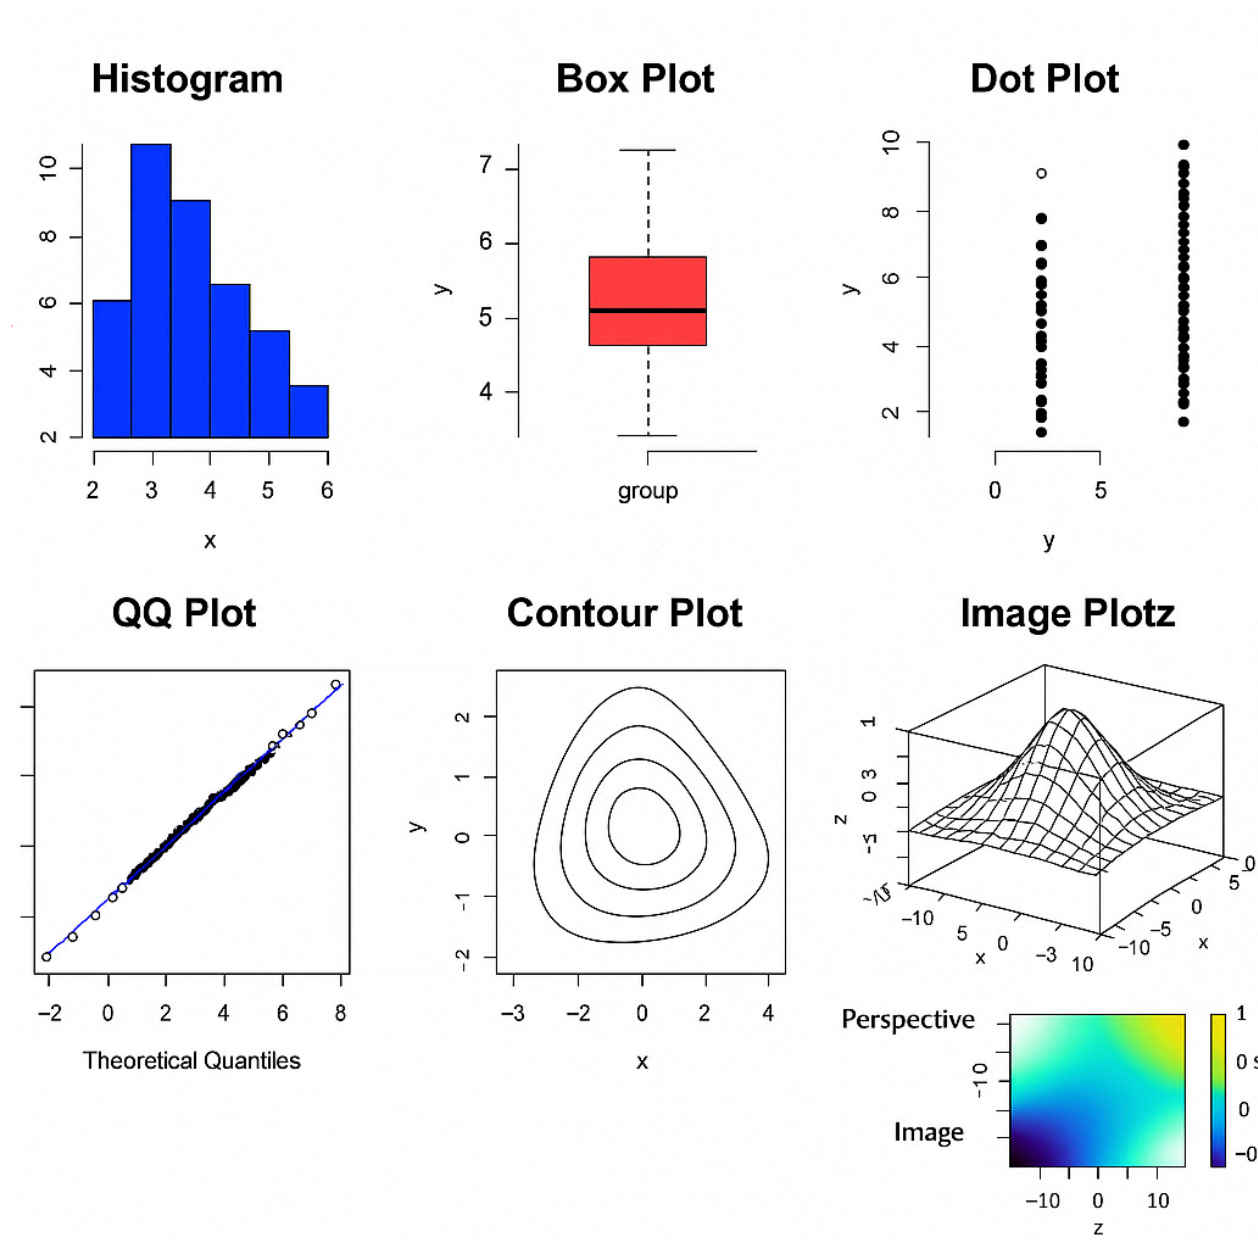 Histogram
10
8
6
4
2
2 3 4 5 6
x
Box Plot
7
6
5
4
y
group
Dot Plot
10
8
6
4
2
y
0 5
y
QQ Plot
−2 0 2 4 6 8
Theoretical Quantiles
Contour Plot
2
1
0
−1
−2
y
−3 −2 0 2 4
x
Image Plotz
1
3
0
z
−10 5 0 −3 10
x
−10 −5 0 5 0
x
Perspective
Image
−10
−10 0 10
z
1
0
0